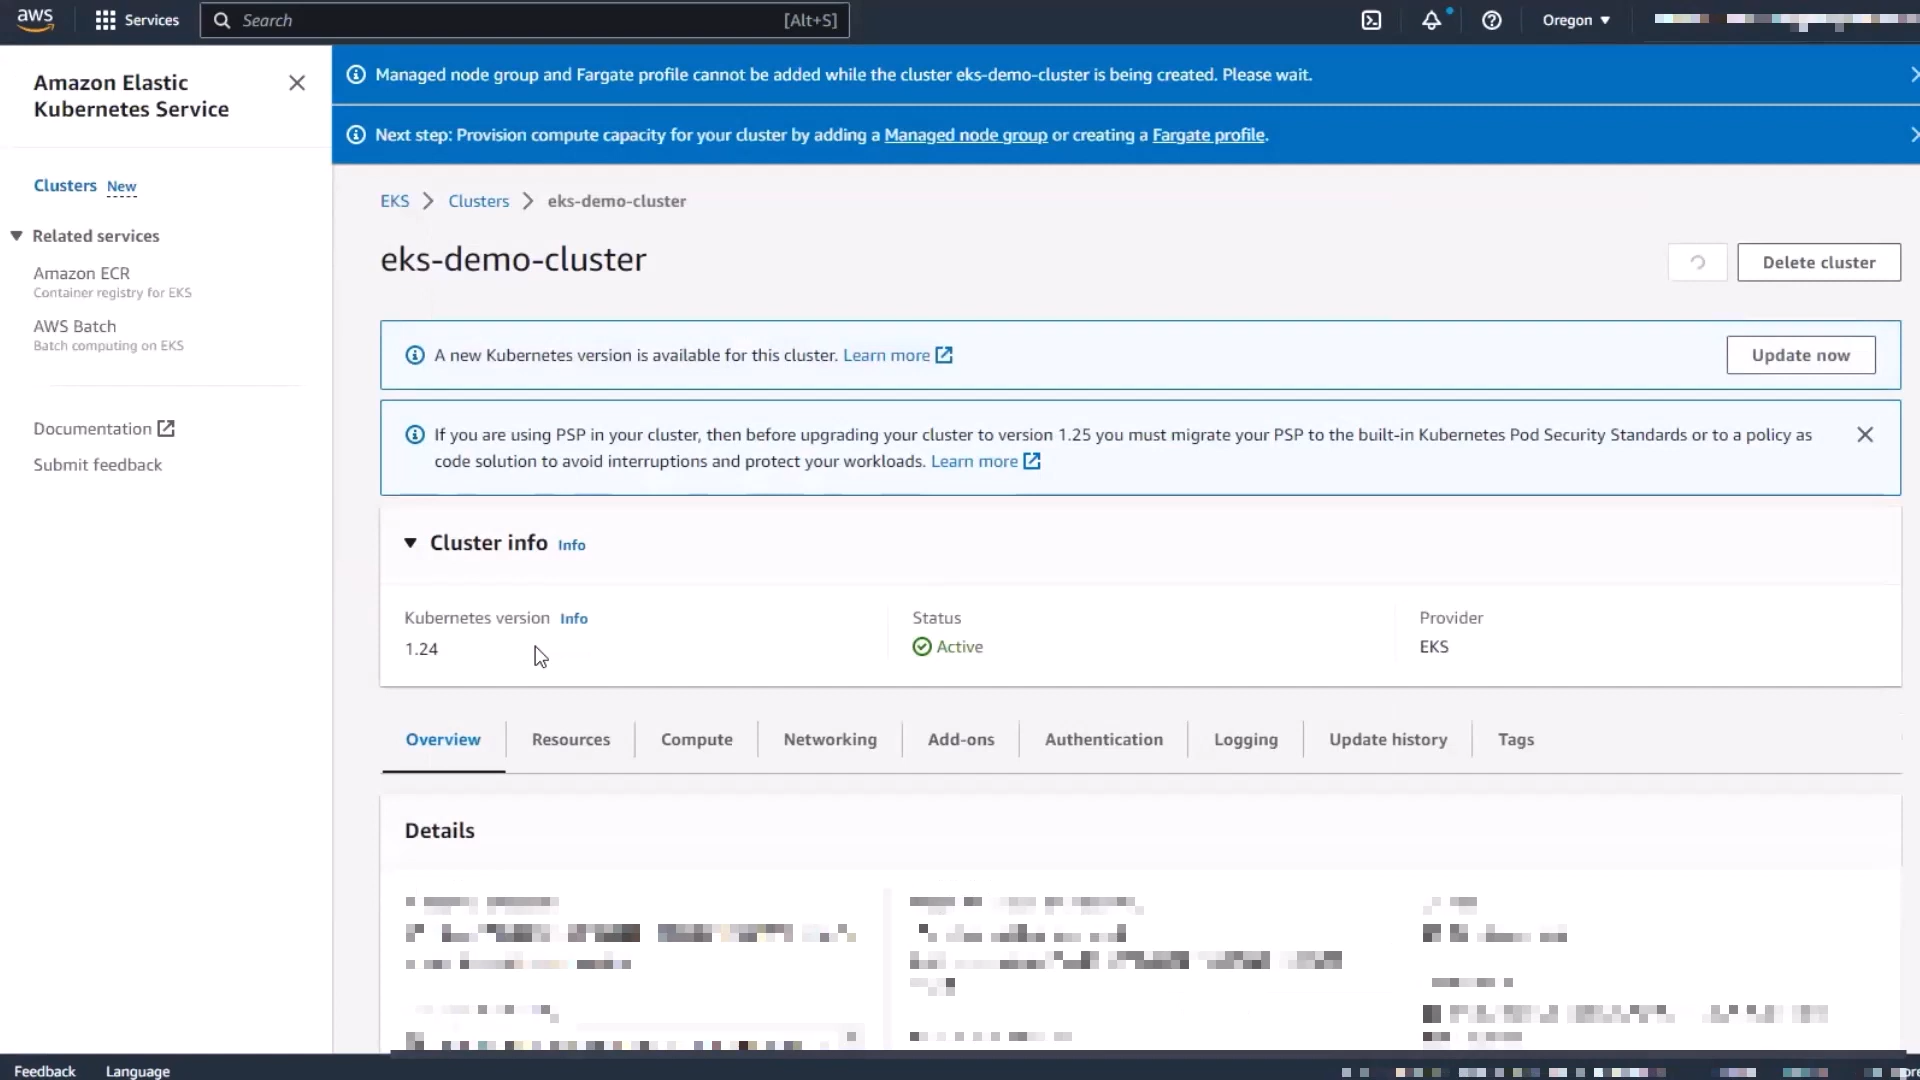 aws
Services
Search
[Alt+S]
Oregon
Amazon Elastic
Kubernetes Service
Clusters New
Related services
Amazon ECR
Container registry for EKS
AWS Batch
Batch computing on EKS
Documentation
Submit feedback
Managed node group and Fargate profile cannot be added while the cluster eks-demo-cluster is being created. Please wait.
Next step: Provision compute capacity for your cluster by adding a Managed node group or creating a Fargate profile.
EKS
Clusters
eks-demo-cluster
eks-demo-cluster
Delete cluster
A new Kubernetes version is available for this cluster. Learn more
Update now
If you are using PSP in your cluster, then before upgrading your cluster to version 1.25 you must migrate your PSP to the built-in Kubernetes Pod Security Standards or to a policy as
code solution to avoid interruptions and protect your workloads. Learn more
Cluster info Info
Kubernetes version Info
1.24
Status
Active
Provider
EKS
Overview
Resources
Compute
Networking
Add-ons
Authentication
Logging
Update history
Tags
Details
Feedback
Language